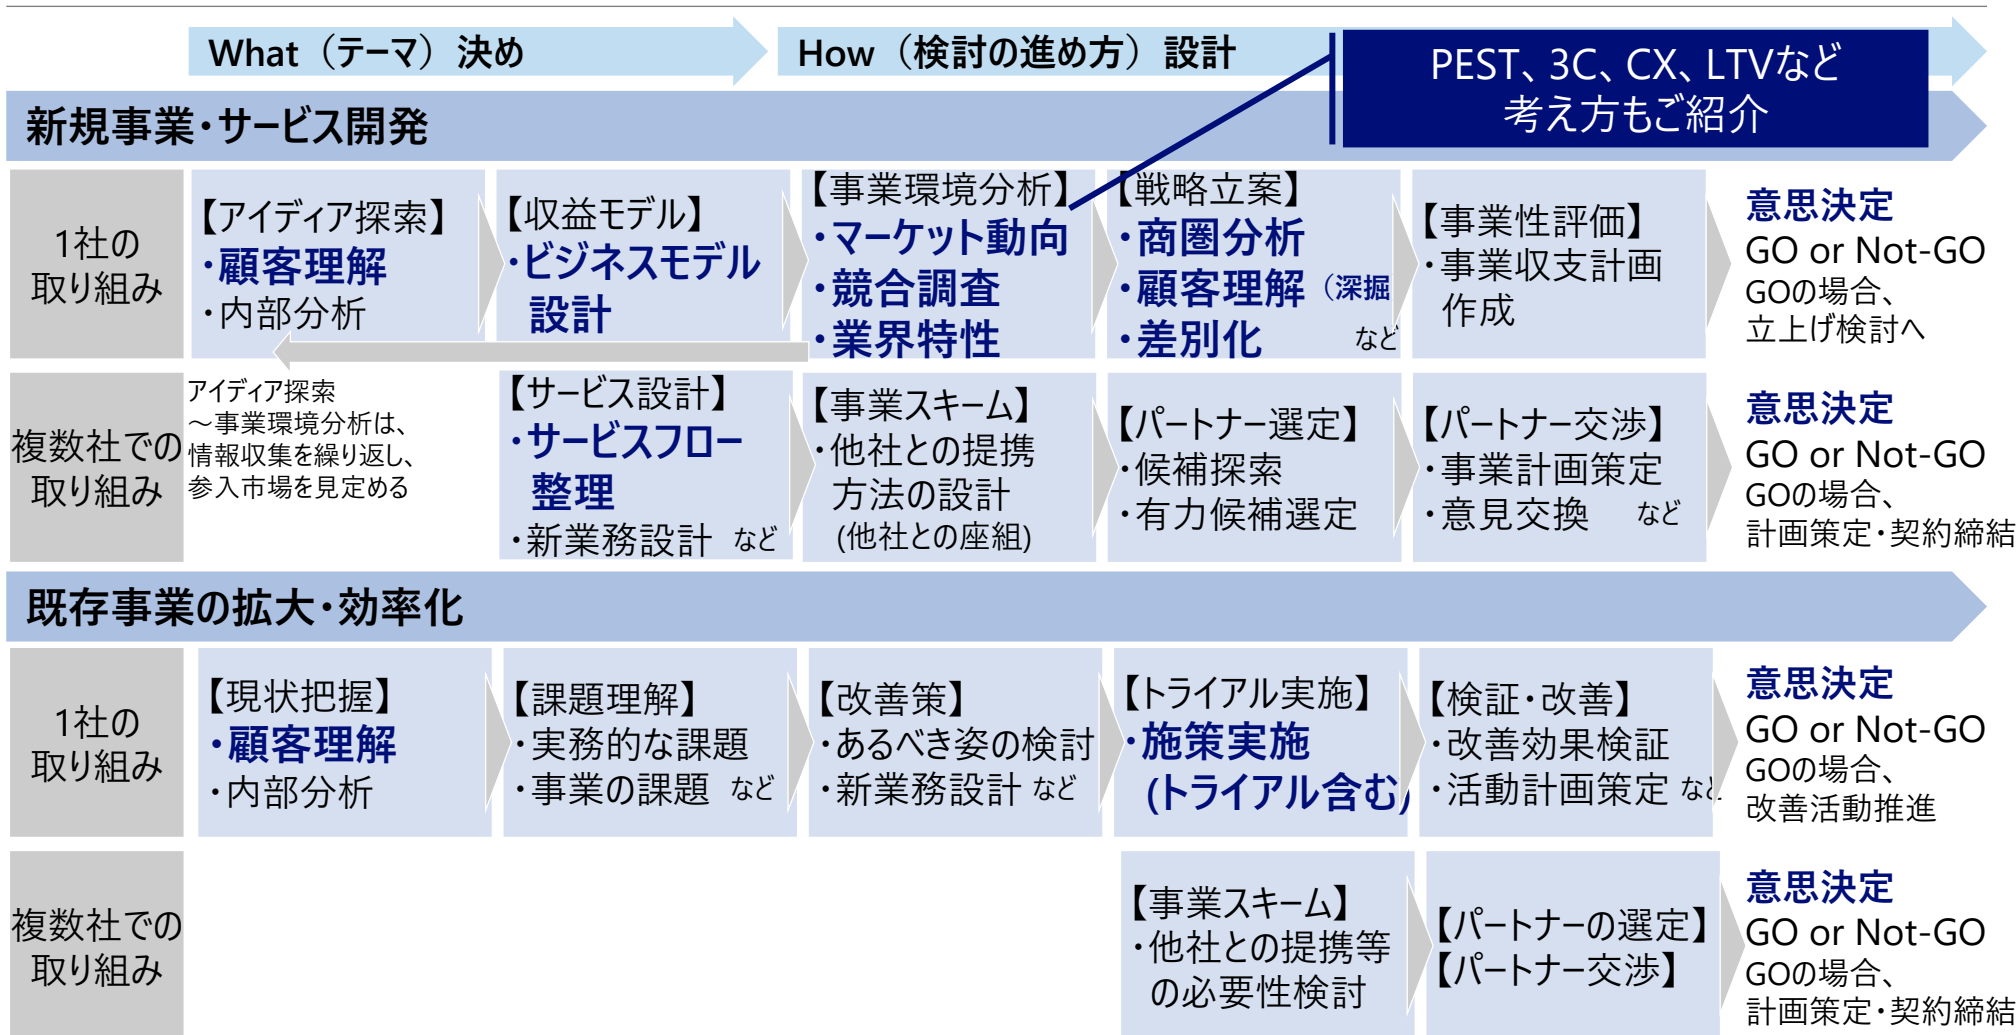 What（テーマ）決め
How（検討の進め方）設計
PEST、3C、CX、LTVなど
考え方もご紹介
新規事業・サービス開発
1社の
取り組み
【アイディア探索】
・顧客理解
・内部分析
【収益モデル】
・ビジネスモデル
設計
【事業環境分析】
・マーケット動向
・競合調査
・業界特性
【戦略立案】
・商圏分析
・顧客理解（深掘
・差別化 など
【事業性評価】
・事業収支計画
作成
意思決定
GO or Not-GO
GOの場合、
立上げ検討へ
複数社での
取り組み
アイディア探索
～事業環境分析は、
情報収集を繰り返し、
参入市場を見定める
【サービス設計】
・サービスフロー
整理
・新業務設計 など
【事業スキーム】
・他社との提携
方法の設計
(他社との座組)
【パートナー選定】
・候補探索
・有力候補選定
【パートナー交渉】
・事業計画策定
・意見交換 など
意思決定
GO or Not-GO
GOの場合、
計画策定・契約締結
既存事業の拡大・効率化
1社の
取り組み
【現状把握】
・顧客理解
・内部分析
【課題理解】
・実務的な課題
・事業の課題 など
【改善策】
・あるべき姿の検討
・新業務設計 など
【トライアル実施】
・施策実施
(トライアル含む)
【検証・改善】
・改善効果検証
・活動計画策定 など
意思決定
GO or Not-GO
GOの場合、
改善活動推進
複数社での
取り組み
【事業スキーム】
・他社との提携等
の必要性検討
【パートナーの選定】
【パートナー交渉】
意思決定
GO or Not-GO
GOの場合、
計画策定・契約締結